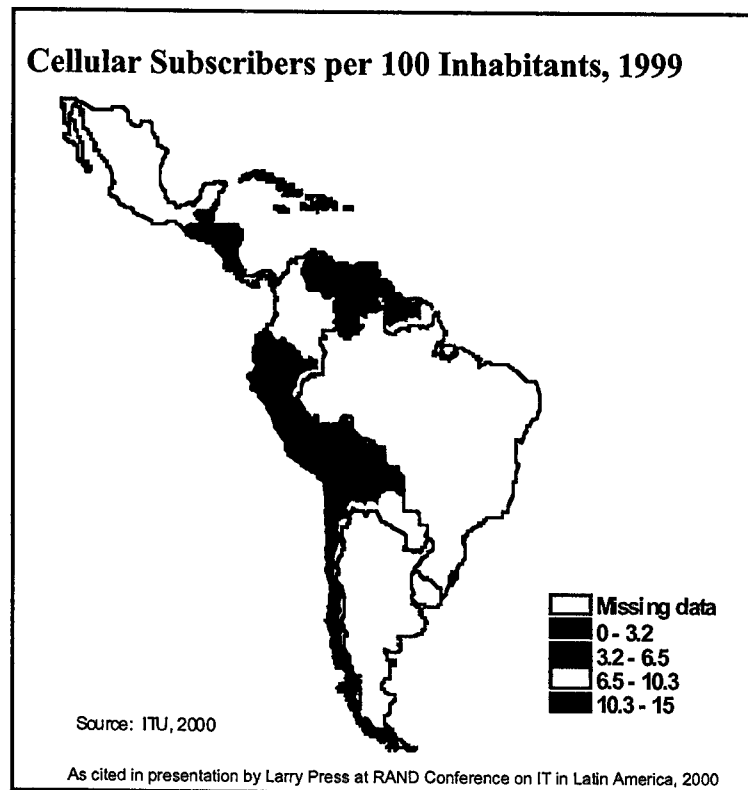 Cellular Subscribers per 100 Inhabitants, 1999
Missing data
0 - 3.2
3.2 - 6.5
6.5 - 10.3
10.3 - 15
Source: ITU, 2000
As cited in presentation by Larry Press at RAND Conference on IT in Latin America, 2000